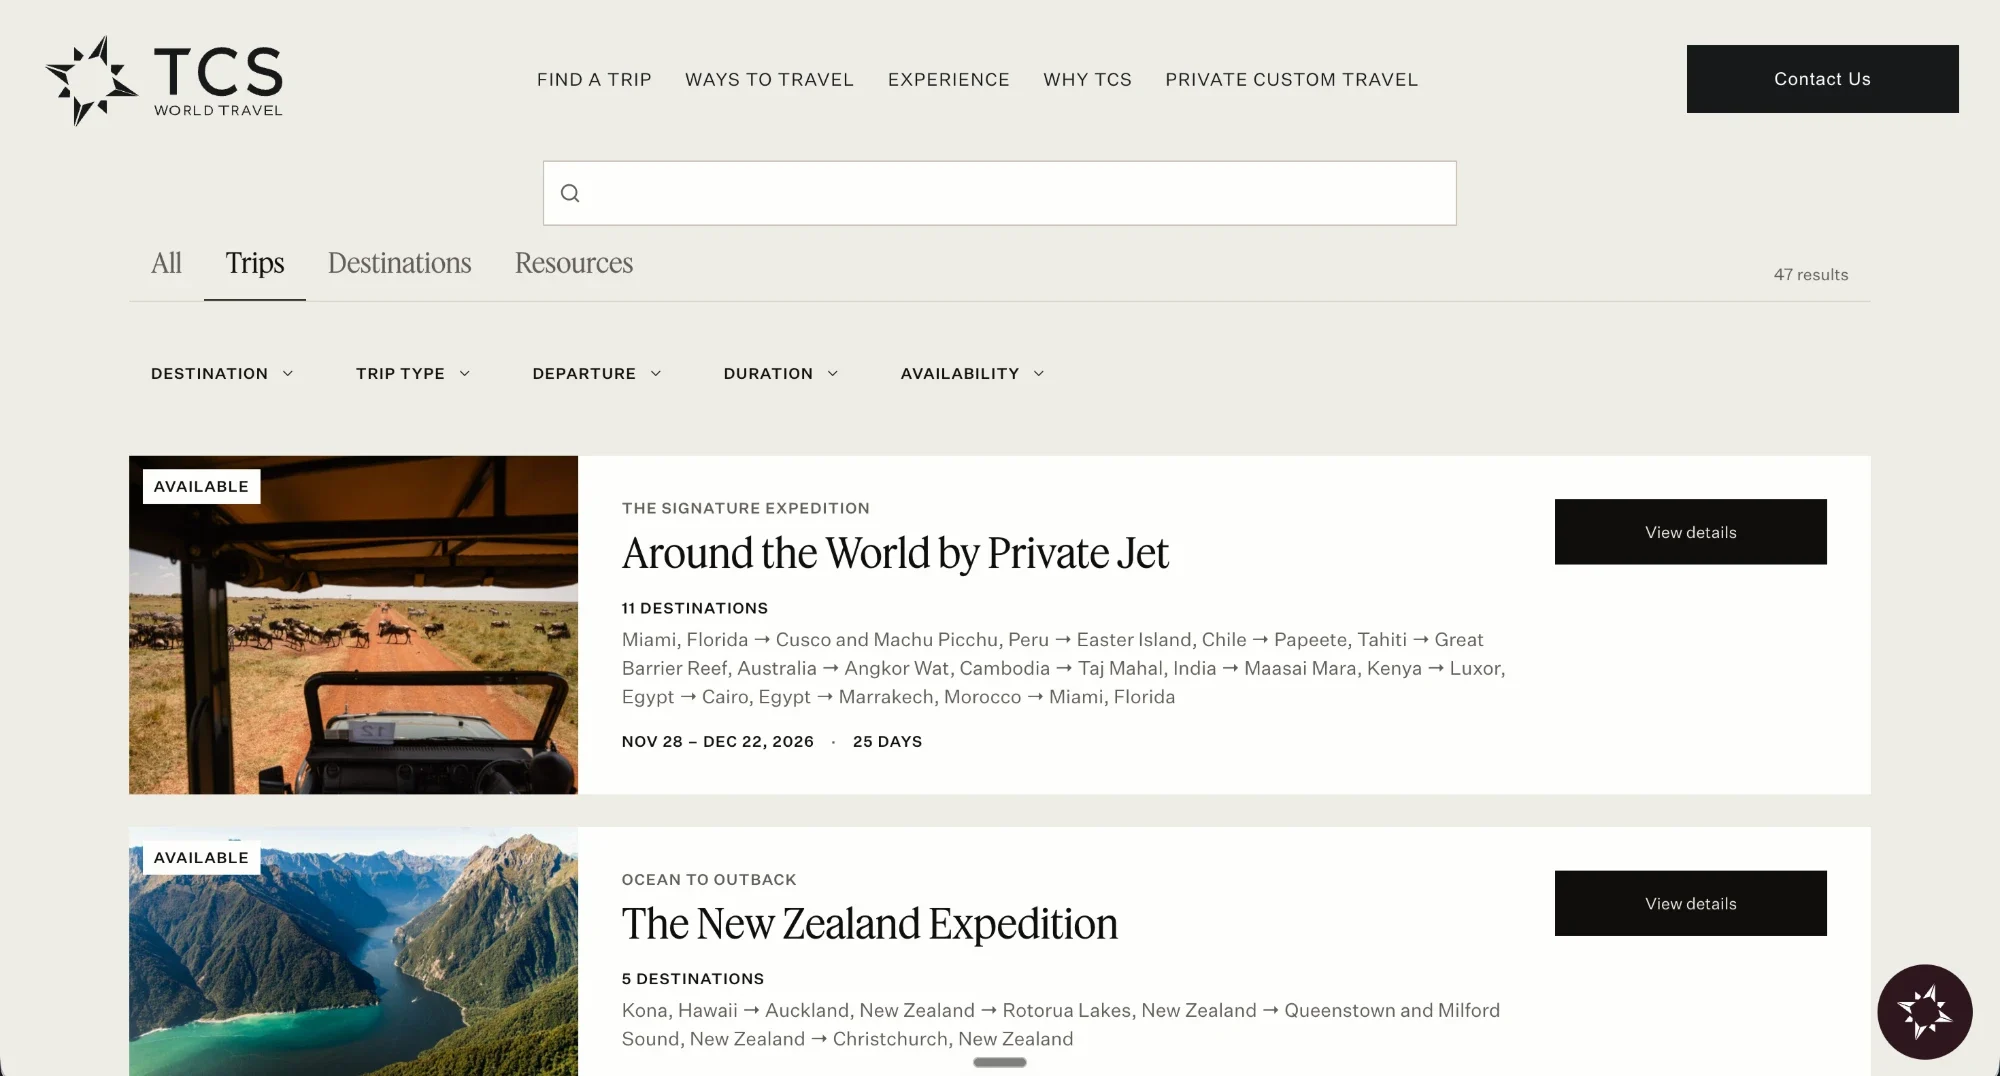 TCS
WORLD TRAVEL
FIND A TRIP
WAYS TO TRAVEL
EXPERIENCE
WHY TCS
PRIVATE CUSTOM TRAVEL
Contact Us
All
Trips
Destinations
Resources
47 results
DESTINATION
TRIP TYPE
DEPARTURE
DURATION
AVAILABILITY
AVAILABLE
12
THE SIGNATURE EXPEDITION
Around the World by Private Jet
11 DESTINATIONS
Miami, Florida → Cusco and Machu Picchu, Peru → Easter Island, Chile → Papeete, Tahiti → Great
Barrier Reef, Australia → Angkor Wat, Cambodia → Taj Mahal, India → Maasai Mara, Kenya → Luxor,
Egypt → Cairo, Egypt → Marrakech, Morocco → Miami, Florida
NOV 28 – DEC 22, 2026 · 25 DAYS
View details
AVAILABLE
OCEAN TO OUTBACK
The New Zealand Expedition
5 DESTINATIONS
Kona, Hawaii → Auckland, New Zealand → Rotorua Lakes, New Zealand → Queenstown and Milford
Sound, New Zealand → Christchurch, New Zealand
View details